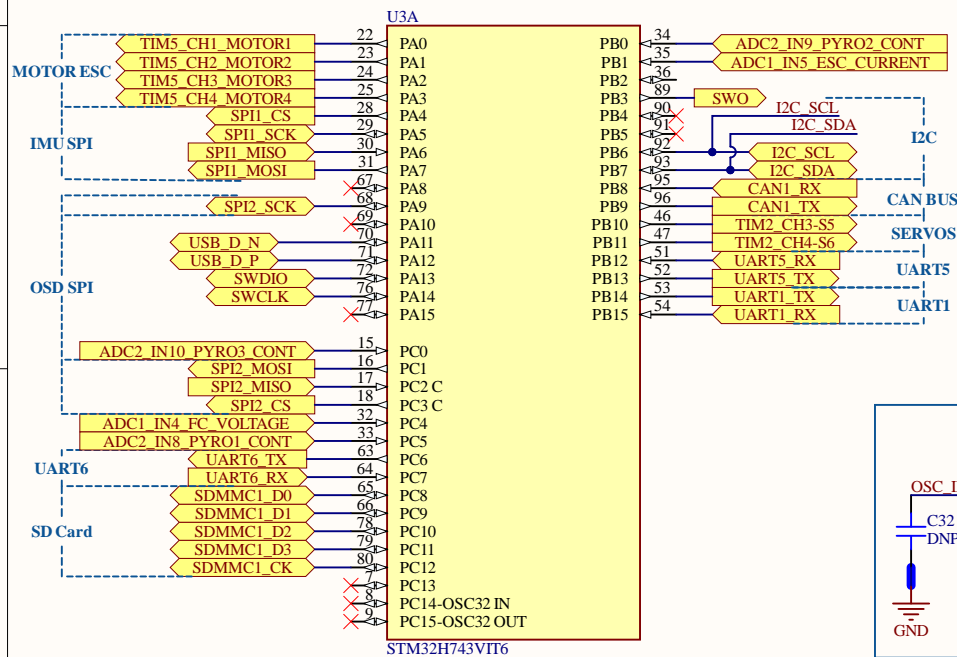 U3A
MOTOR ESC
IMU SPI
OSD SPI
UART6
SD Card
TIM5_CH1_MOTOR1 22 PA0
TIM5_CH2_MOTOR2 23 PA1
TIM5_CH3_MOTOR3 24 PA2
TIM5_CH4_MOTOR4 25 PA3
SPI1_CS 28 PA4
SPI1_SCK 29 PA5
SPI1_MISO 30 PA6
SPI1_MOSI 31 PA7
67 PA8
SPI2_SCK 68 PA9
69 PA10
USB_D_N 70 PA11
USB_D_P 71 PA12
SWDIO 72 PA13
SWCLK 76 PA14
77 PA15
ADC2_IN10_PYRO3_CONT 15 PC0
SPI2_MOSI 16 PC1
SPI2_MISO 17 PC2 C
SPI2_CS 18 PC3 C
ADC1_IN4_FC_VOLTAGE 32 PC4
ADC2_IN8_PYRO1_CONT 33 PC5
UART6_TX 63 PC6
UART6_RX 64 PC7
SDMMC1_D0 65 PC8
SDMMC1_D1 66 PC9
SDMMC1_D2 78 PC10
SDMMC1_D3 79 PC11
SDMMC1_CK 80 PC12
7 PC13
8 PC14-OSC32 IN
9 PC15-OSC32 OUT
STM32H743VIT6
PB0 34 ADC2_IN9_PYRO2_CONT
PB1 35 ADC1_IN5_ESC_CURRENT
PB2 36
PB3 89 SWO
PB4 90 I2C_SCL
PB5 91 I2C_SDA
PB6 92 I2C_SCL
PB7 93 I2C_SDA
PB8 95 CAN1_RX
PB9 96 CAN1_TX
PB10 46 TIM2_CH3-S5
PB11 47 TIM2_CH4-S6
PB12 51 UART5_RX
PB13 52 UART5_TX
PB14 53 UART1_TX
PB15 54 UART1_RX
I2C
CAN BUS
SERVOS
UART5
UART1
C32
GND